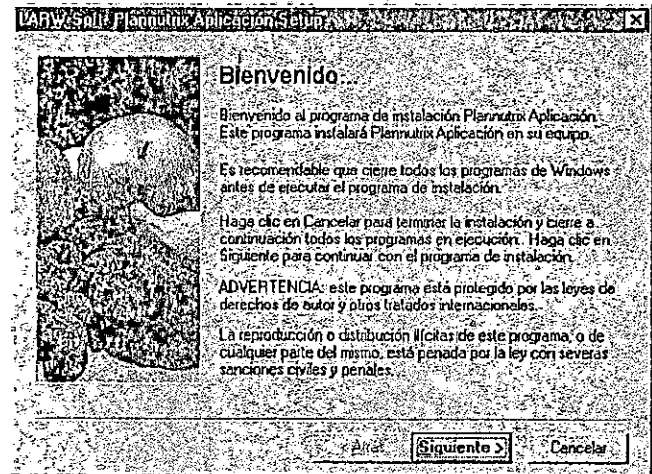 Plannutrix Aplicación Setup
Bienvenido...
Bienvenido al programa de instalación Plannutrix Aplicación.
Este programa instalará Plannutrix Aplicación en su equipo.
Es recomendable que cierre todos los programas de Windows
antes de ejecutar el programa de instalación.
Haga clic en Cancelar para terminar la instalación y cierre a
continuación todos los programas en ejecución. Haga clic en
Siguiente para continuar con el programa de instalación.
ADVERTENCIA: este programa está protegido por las leyes de
derechos de autor y otros tratados internacionales.
La reproducción o distribución ilícitas de este programa, o de
cualquier parte del mismo, está penada por la ley con severas
sanciones civiles y penales.
< Atrás Siguiente > Cancelar